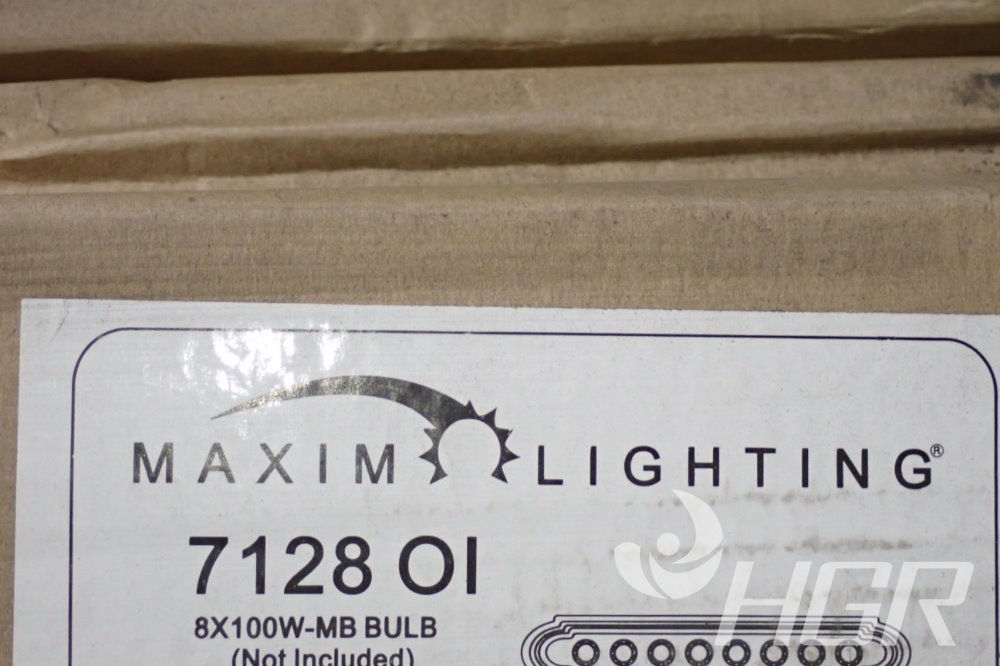 MAXIM LIGHTING®
7128 OI
8X100W-MB BULB
(Not Included)
HGR